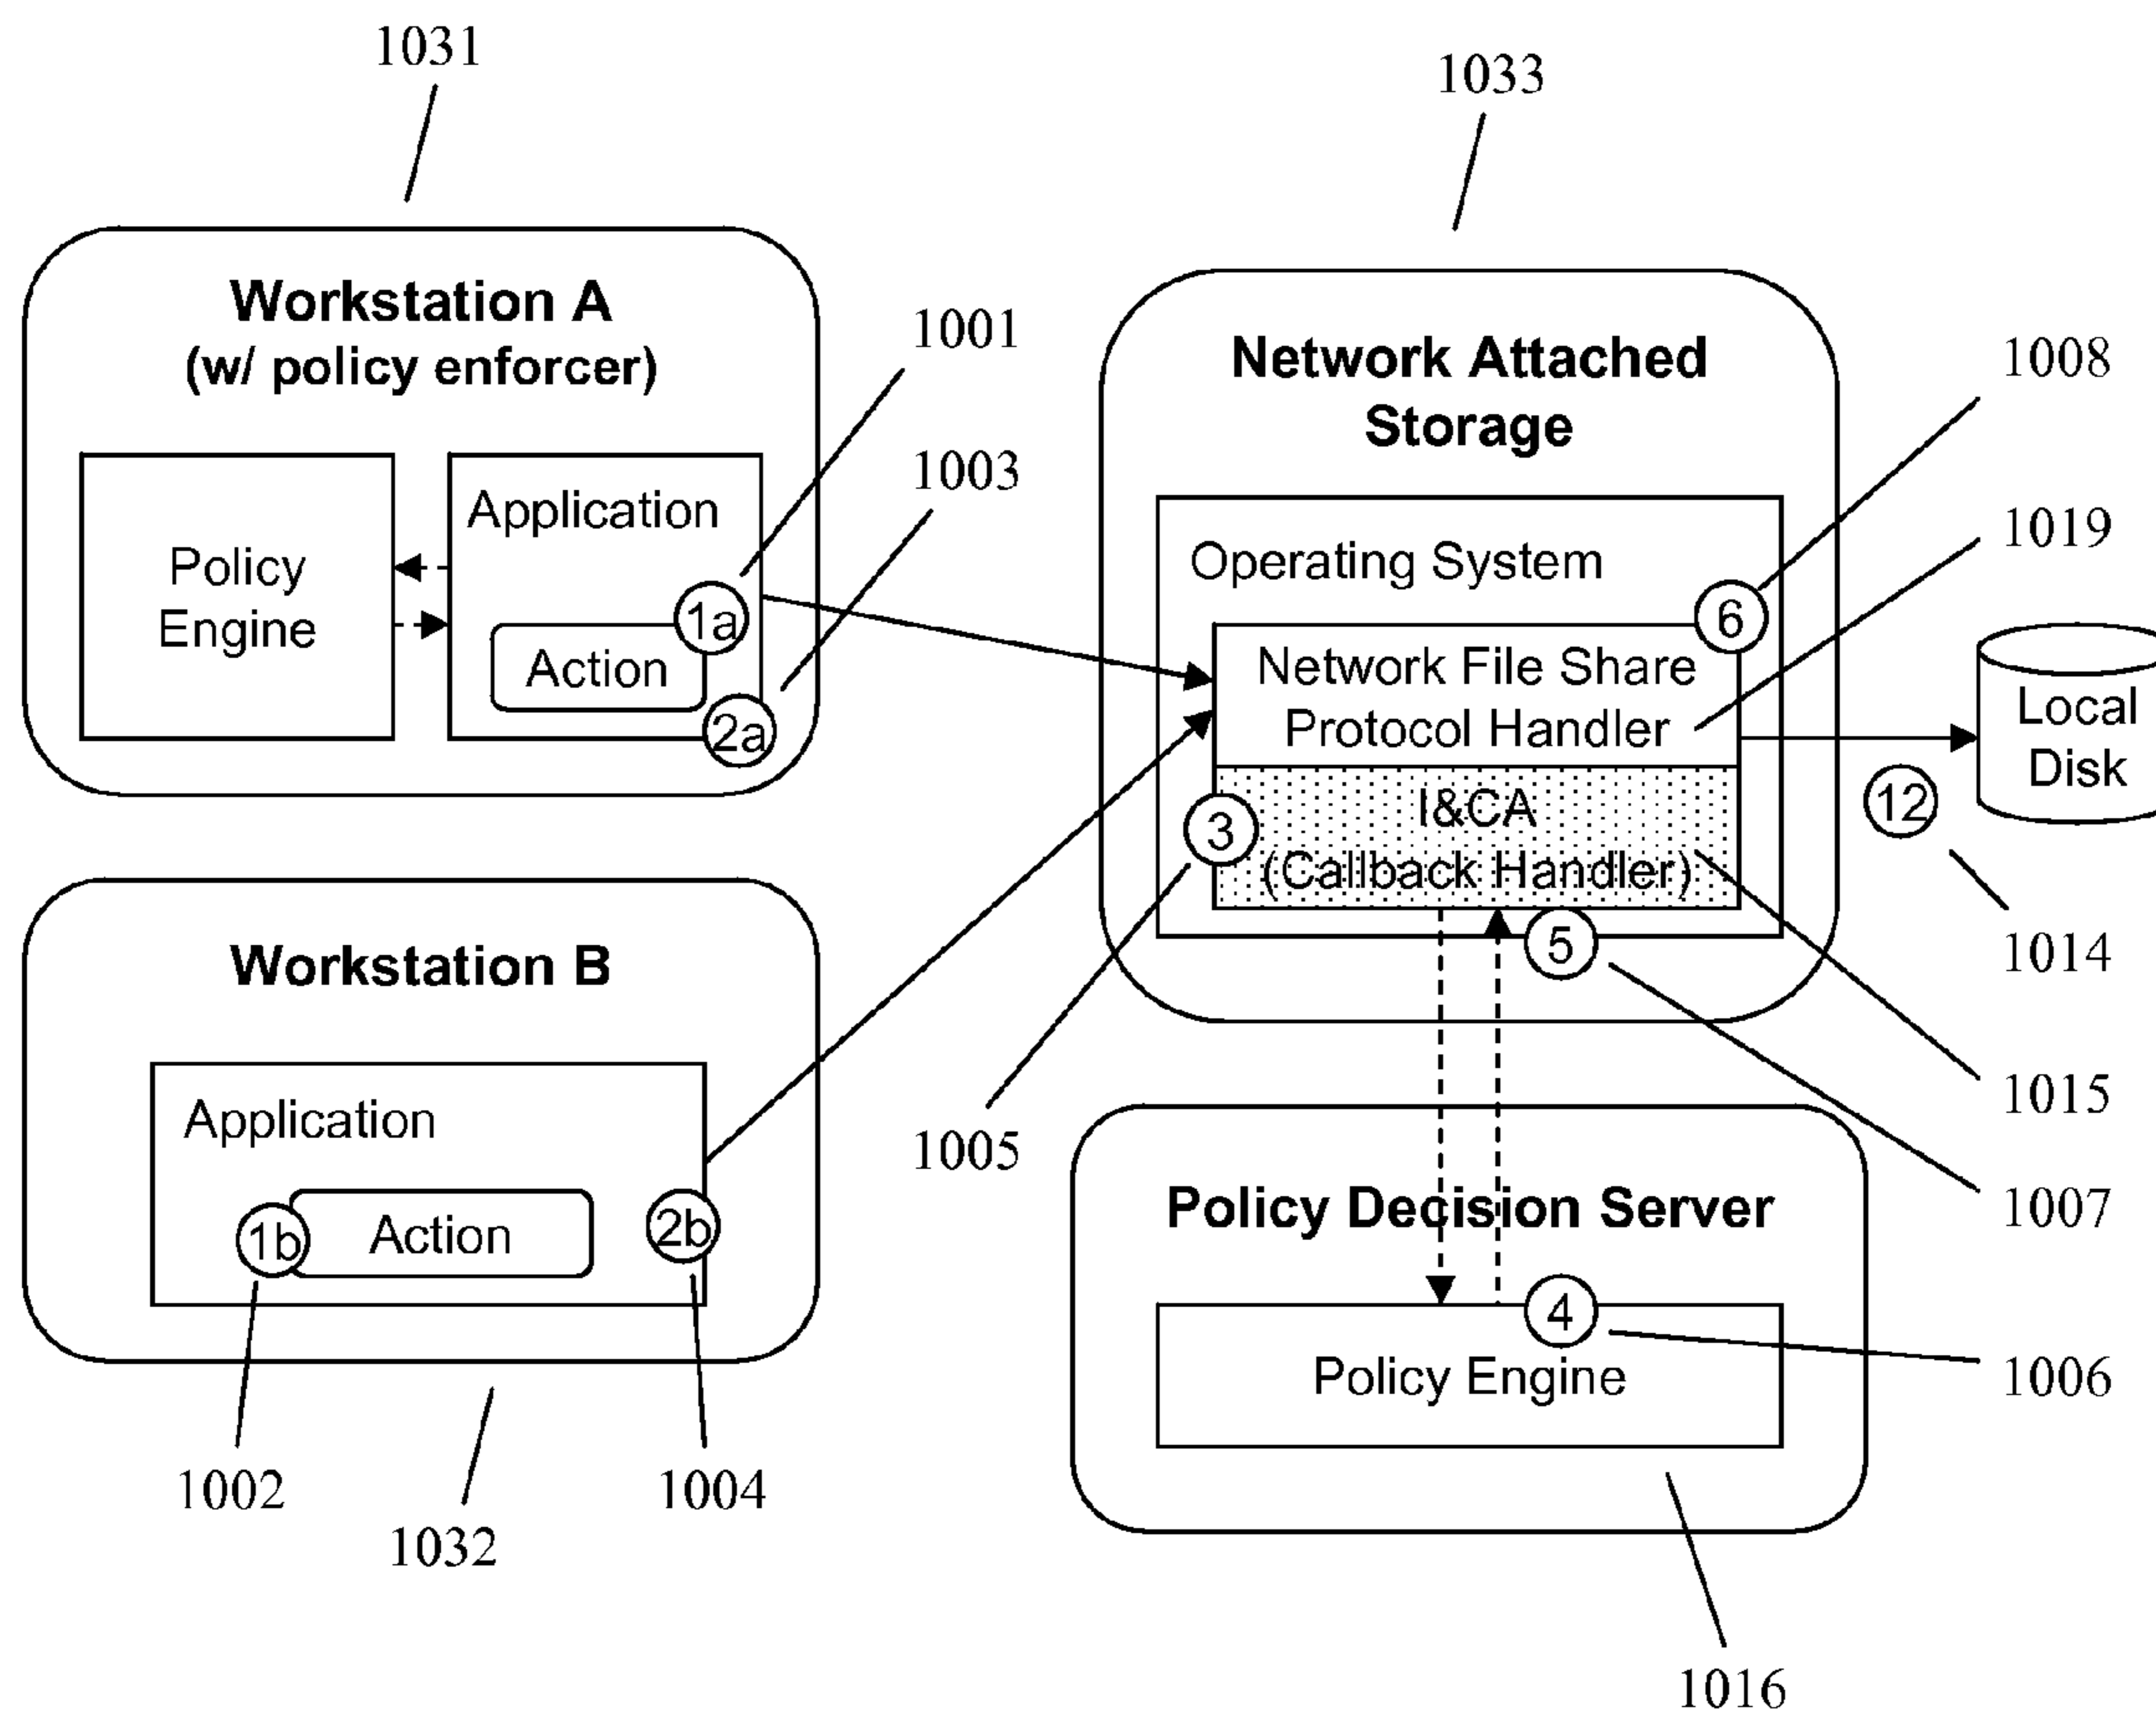 1031
1033
Workstation A
(w/ policy enforcer)
Policy
Engine
Application
Action
1a
2a
1001
1003
Network Attached
Storage
Operating System
6
Network File Share
Protocol Handler
I&CA
(Callback Handler)
3
5
1008
1019
Local
Disk
12
1014
1015
1007
1005
Workstation B
Application
1b
Action
2b
1002
1004
1032
Policy Decision Server
4
Policy Engine
1006
1016